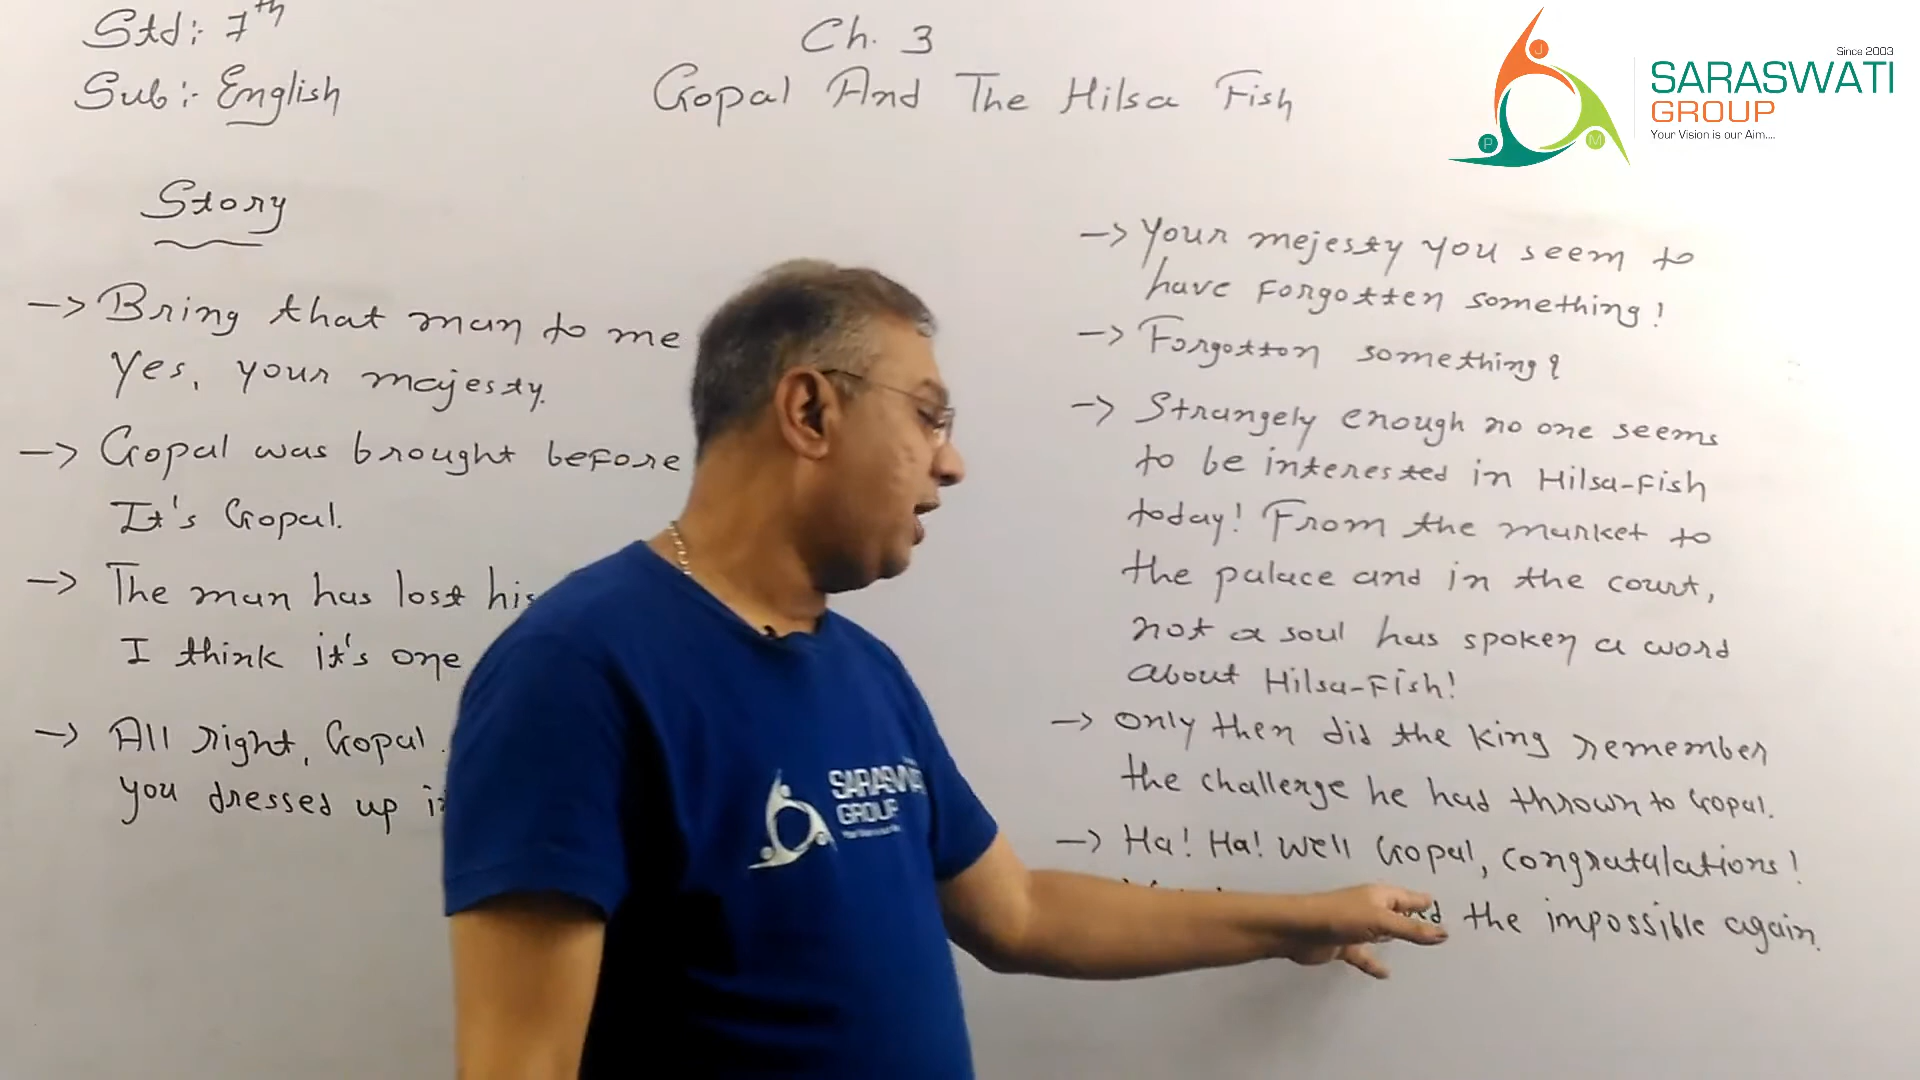 Std:- 7th
Sub:- English
Ch. 3
Gopal And The Hilsa Fish
Since 2003
SARASWATI
GROUP
Your Vision is our Aim....
J
P
M
Story
-> Bring that man to me
Yes, your majesty.
-> Gopal was brought before
It's Gopal.
-> The man has lost his
I think it's one
-> All right, Gopal.
you dressed up
-> Your mejesty you seem to
have forgotten something!
-> Forgotton something?
-> Strangely enough no one seems
to be interested in Hilsa-Fish
today! From the market to
the palace and in the court,
not a soul has spoken a word
about Hilsa-Fish!
-> Only then did the king remember
the challenge he had thrown to Gopal.
-> Ha! Ha! Well Gopal, congratulations!
the impossible again.
SARASWATI
GROUP